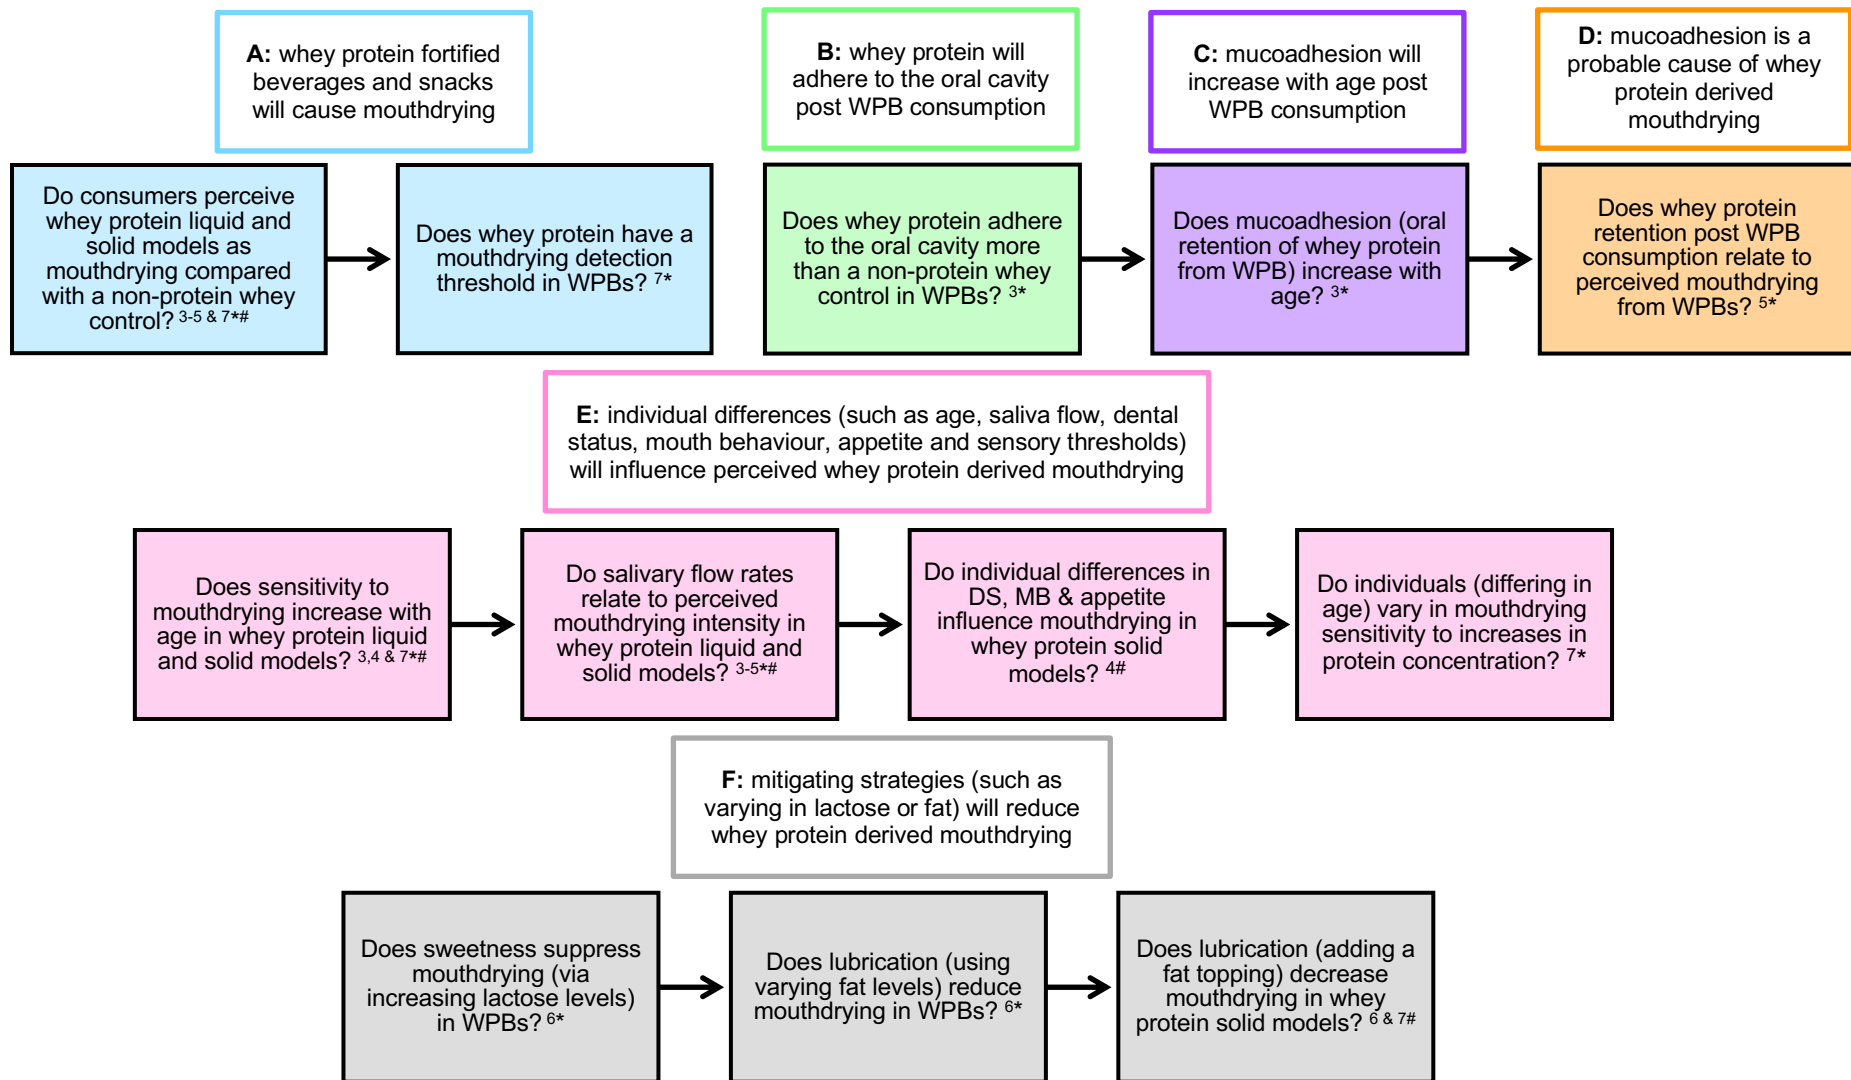 A: whey protein fortified
beverages and snacks
will cause mouthdrying
B: whey protein will
adhere to the oral cavity
post WPB consumption
C: mucoadhesion will
increase with age post
WPB consumption
D: mucoadhesion is a
probable cause of whey
protein derived
mouthdrying
Do consumers perceive
whey protein liquid and
solid models as
mouthdrying compared
with a non-protein whey
control? 3-5 & 7*#
Does whey protein have a
mouthdrying detection
threshold in WPBs? 7*
Does whey protein adhere
to the oral cavity more
than a non-protein whey
control in WPBs? 3*
Does mucoadhesion (oral
retention of whey protein
from WPB) increase with
age? 3*
Does whey protein
retention post WPB
consumption relate to
perceived mouthdrying
from WPBs? 5*
E: individual differences (such as age, saliva flow, dental
status, mouth behaviour, appetite and sensory thresholds)
will influence perceived whey protein derived mouthdrying
Does sensitivity to
mouthdrying increase with
age in whey protein liquid
and solid models? 3,4 & 7*#
Do salivary flow rates
relate to perceived
mouthdrying intensity in
whey protein liquid and
solid models? 3-5*#
Do individual differences in
DS, MB & appetite
influence mouthdrying in
whey protein solid
models? 4#
Do individuals (differing in
age) vary in mouthdrying
sensitivity to increases in
protein concentration? 7*
F: mitigating strategies (such as
varying in lactose or fat) will reduce
whey protein derived mouthdrying
Does sweetness suppress
mouthdrying (via
increasing lactose levels)
in WPBs? 6*
Does lubrication (using
varying fat levels) reduce
mouthdrying in WPBs? 6*
Does lubrication (adding a
fat topping) decrease
mouthdrying in whey
protein solid models? 6 & 7#